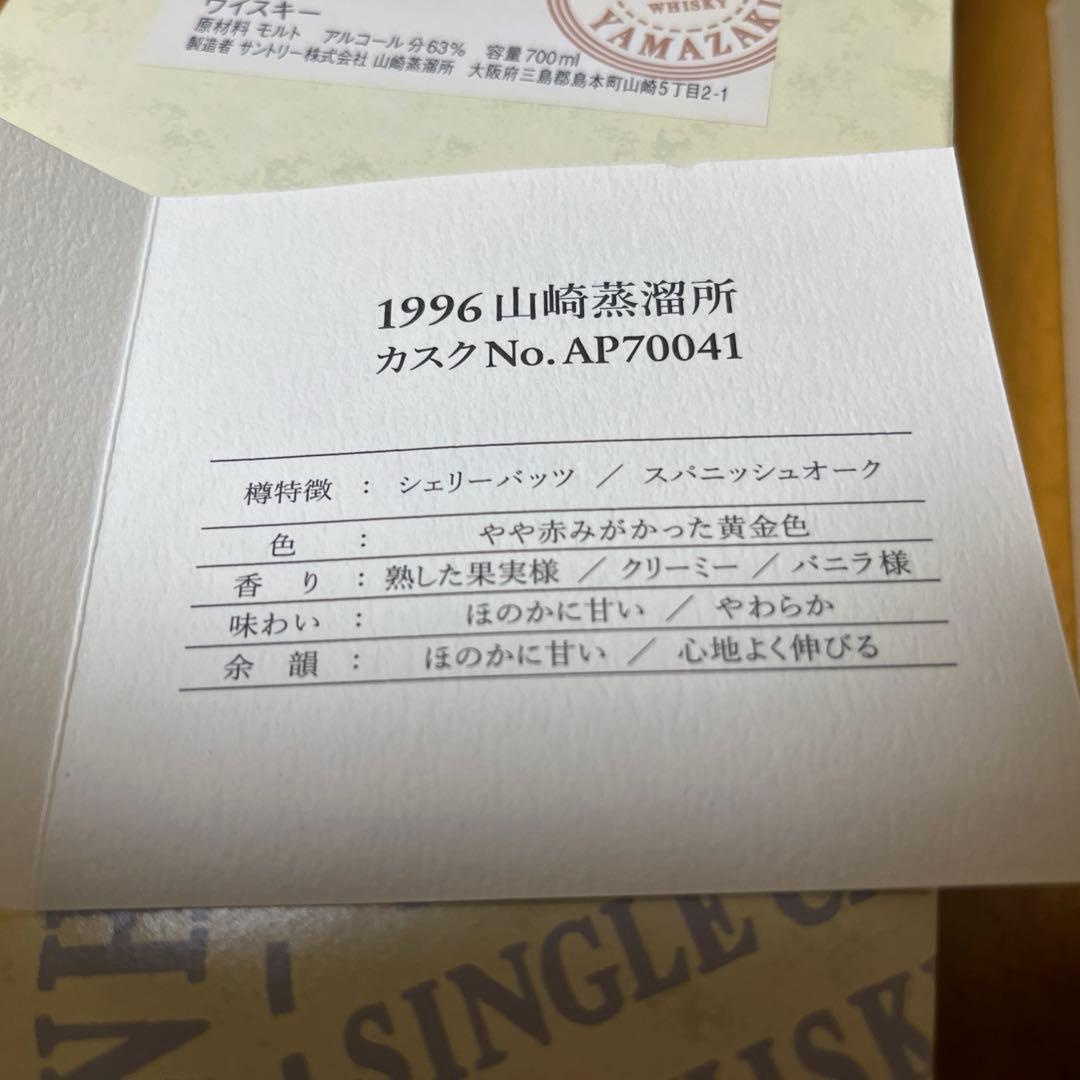 ウイスキー
原材料 モルト アルコール分63% 容量700ml
製造者 サントリー株式会社 山崎蒸溜所 大阪府三島郡島本町山崎5丁目2-1
WHISKY
YAMAZAKI
1996 山崎蒸溜所
カスクNo. AP70041
樽特徴 : シェリーバッツ / スパニッシュオーク
色 : やや赤みがかった黄金色
香り : 熟した果実様 / クリーミー / バニラ様
味わい : ほのかに甘い / やわらか
余韻 : ほのかに甘い / 心地よく伸びる
SINGLE